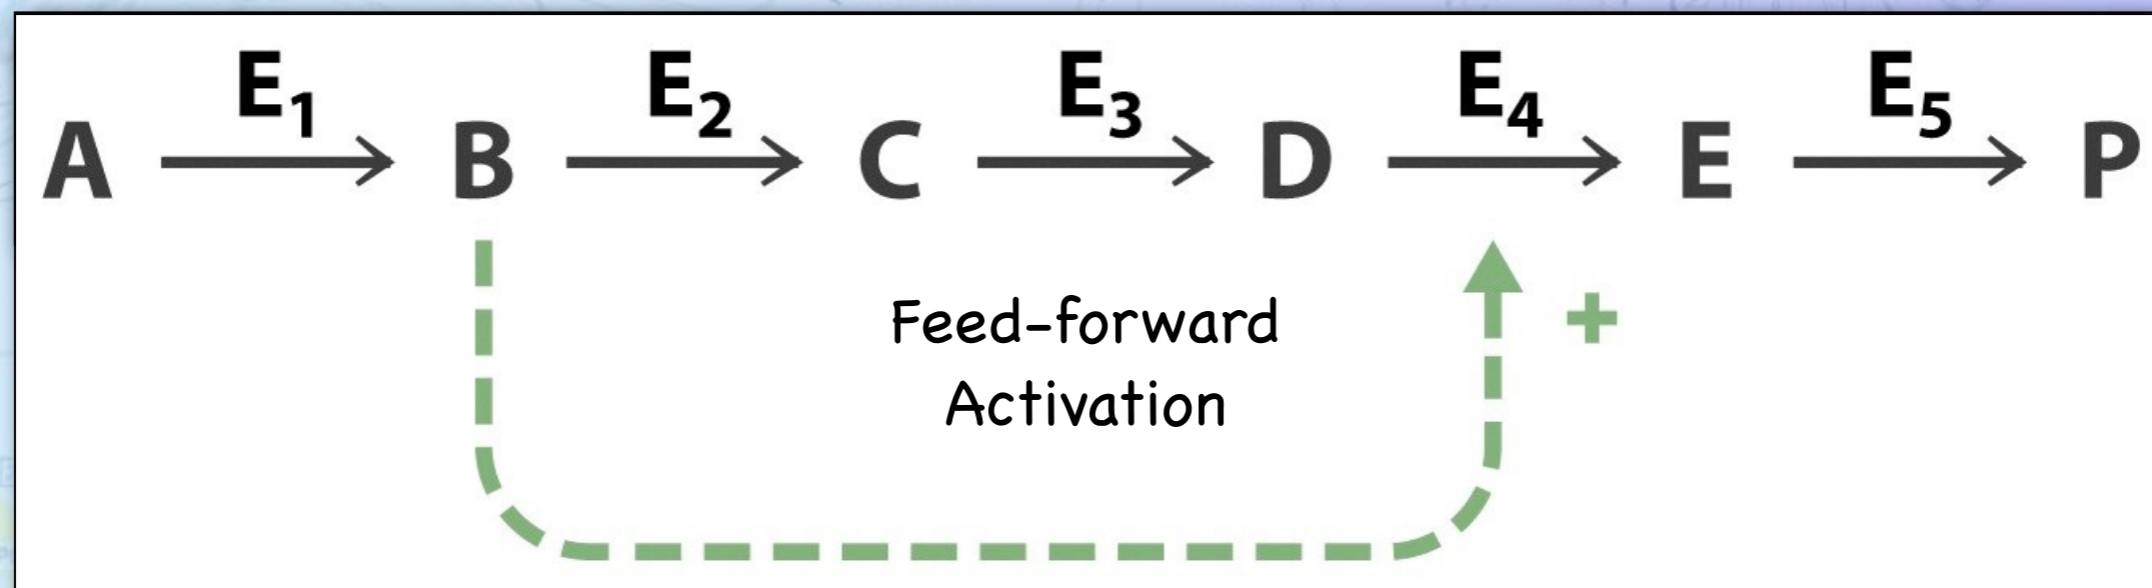 E₁ E₂ E₃ E₄ E₅
A B C D E P
Feed-forward
Activation
+